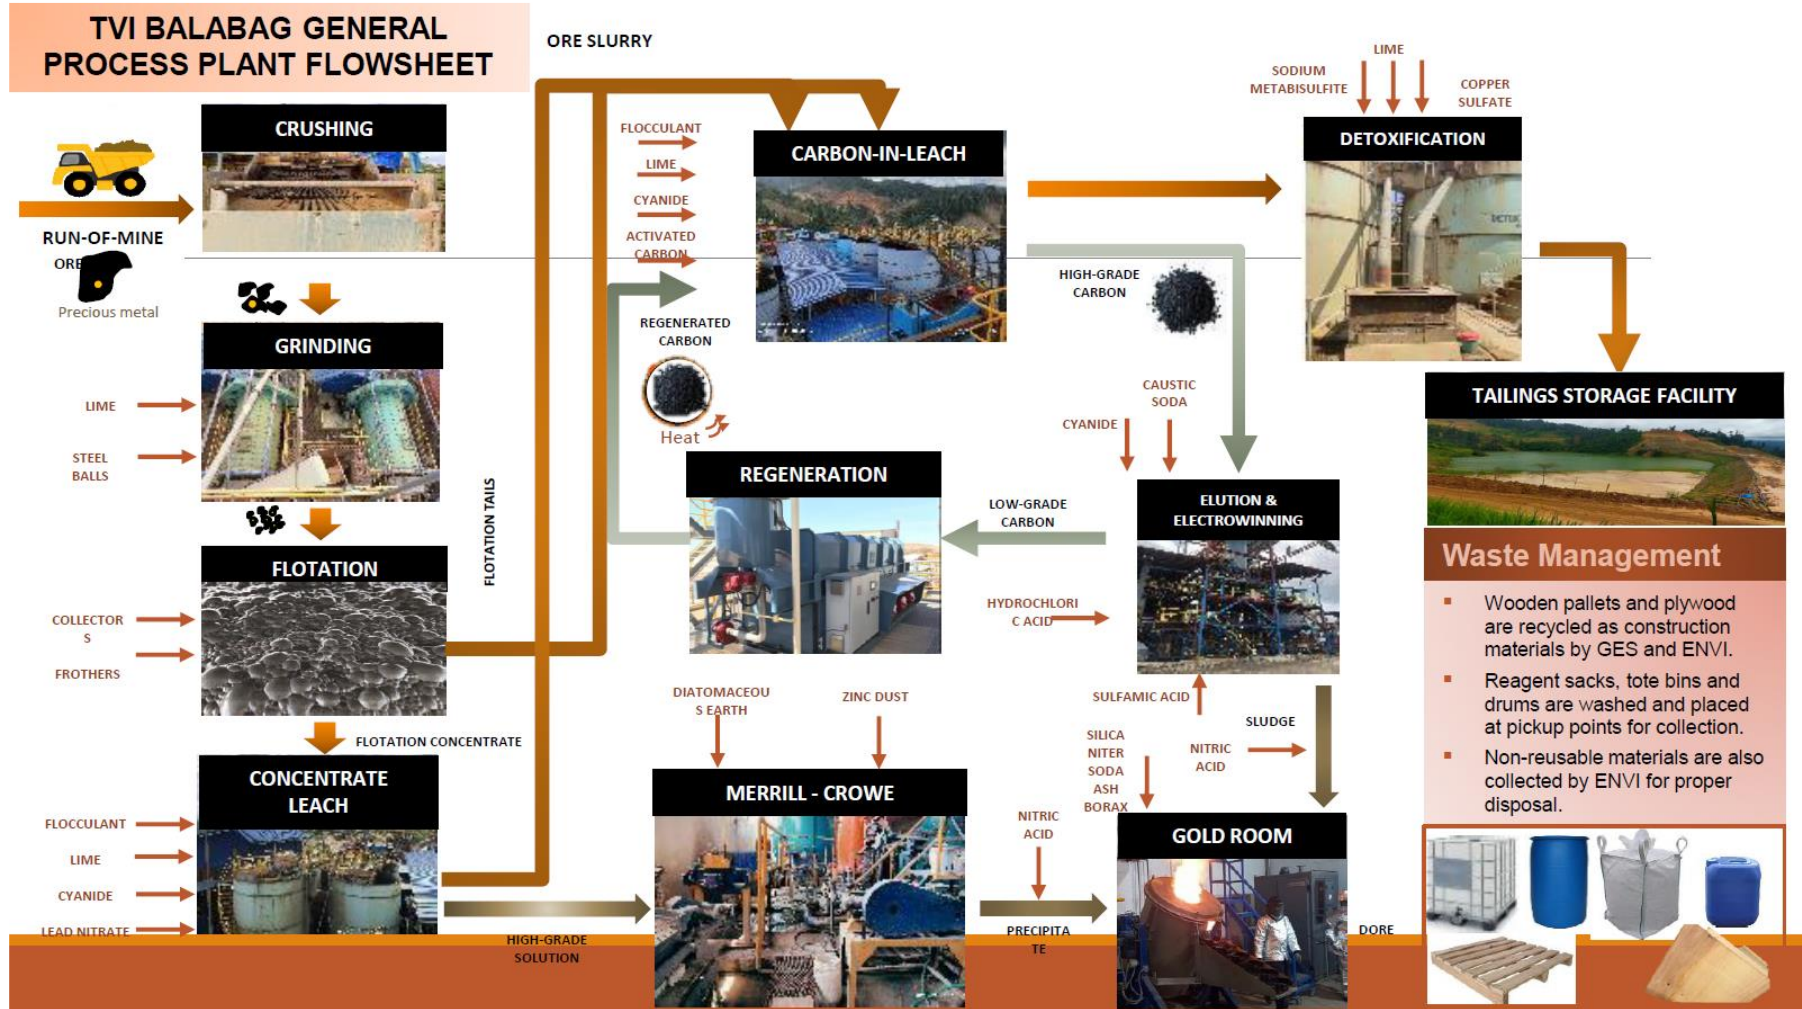 TVI BALABAG GENERAL
PROCESS PLANT FLOWSHEET
ORE SLURRY
CRUSHING
RUN-OF-MINE
ORE
Precious metal
GRINDING
LIME
STEEL
BALLS
FLOTATION
COLLECTOR
S
FROTHERS
FLOTATION TAILS
FLOTATION CONCENTRATE
CONCENTRATE
LEACH
FLOCCULANT
LIME
CYANIDE
LEAD NITRATE
HIGH-GRADE
SOLUTION
FLOCCULANT
LIME
CYANIDE
ACTIVATED
CARBON
CARBON-IN-LEACH
REGENERATED
CARBON
Heat
REGENERATION
LOW-GRADE
CARBON
HIGH-GRADE
CARBON
CAUSTIC
SODA
CYANIDE
ELUTION &
ELECTROWINNING
HYDROCHLORI
C ACID
SULFAMIC ACID
SLUDGE
NITRIC
ACID
DIATOMACEOU
S EARTH
ZINC DUST
MERRILL - CROWE
NITRIC
ACID
PRECIPITA
TE
SILICA
NITER
SODA
ASH
BORAX
GOLD ROOM
DORE
SODIUM
METABISULFITE
LIME
COPPER
SULFATE
DETOXIFICATION
DETOX
TAILINGS STORAGE FACILITY
Waste Management
▪ Wooden pallets and plywood
are recycled as construction
materials by GES and ENVI.
▪ Reagent sacks, tote bins and
drums are washed and placed
at pickup points for collection.
▪ Non-reusable materials are also
collected by ENVI for proper
disposal.